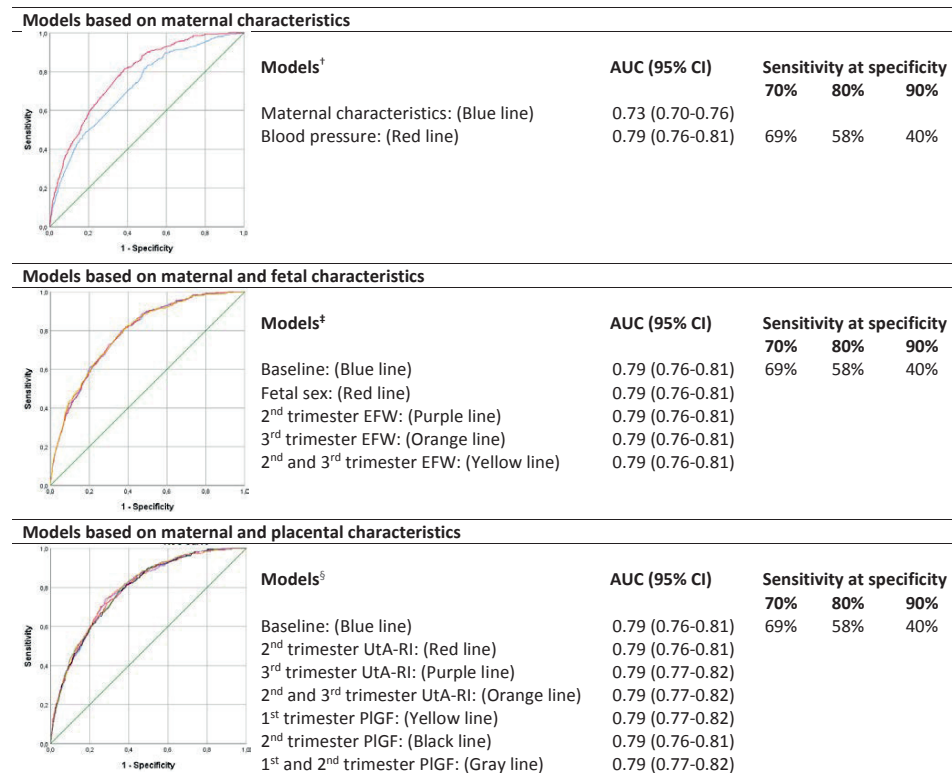 Models based on maternal characteristics
1,0
0,8
0,6
0,4
0,2
0,0
Sensitivity
0,0 0,2 0,4 0,6 0,8 1,0
1 - Specificity
Models† AUC (95% CI) Sensitivity at specificity
70% 80% 90%
Maternal characteristics: (Blue line) 0.73 (0.70-0.76)
Blood pressure: (Red line) 0.79 (0.76-0.81) 69% 58% 40%
Models based on maternal and fetal characteristics
1,0
0,8
0,6
0,4
0,2
0,0
Sensitivity
0,0 0,2 0,4 0,6 0,8 1,0
1 - Specificity
Models‡ AUC (95% CI) Sensitivity at specificity
70% 80% 90%
Baseline: (Blue line) 0.79 (0.76-0.81) 69% 58% 40%
Fetal sex: (Red line) 0.79 (0.76-0.81)
2nd trimester EFW: (Purple line) 0.79 (0.76-0.81)
3rd trimester EFW: (Orange line) 0.79 (0.76-0.81)
2nd and 3rd trimester EFW: (Yellow line) 0.79 (0.76-0.81)
Models based on maternal and placental characteristics
1,0
0,8
0,6
0,4
0,2
0,0
Sensitivity
0,0 0,2 0,4 0,6 0,8 1,0
1 - Specificity
Models§ AUC (95% CI) Sensitivity at specificity
70% 80% 90%
Baseline: (Blue line) 0.79 (0.76-0.81) 69% 58% 40%
2nd trimester UtA-RI: (Red line) 0.79 (0.76-0.81)
3rd trimester UtA-RI: (Purple line) 0.79 (0.77-0.82)
2nd and 3rd trimester UtA-RI: (Orange line) 0.79 (0.77-0.82)
1st trimester PlGF: (Yellow line) 0.79 (0.77-0.82)
2nd trimester PlGF: (Black line) 0.79 (0.76-0.81)
1st and 2nd trimester PlGF: (Gray line) 0.79 (0.77-0.82)